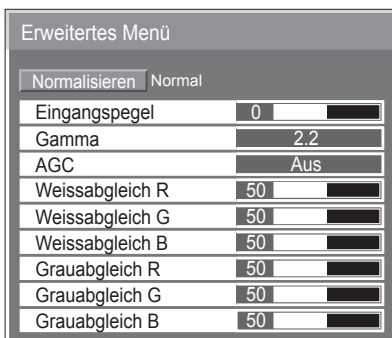 Erweitertes Menü
Normalisieren Normal
Eingangspegel 0
Gamma 2.2
AGC Aus
Weissabgleich R 50
Weissabgleich G 50
Weissabgleich B 50
Grauabgleich R 50
Grauabgleich G 50
Grauabgleich B 50